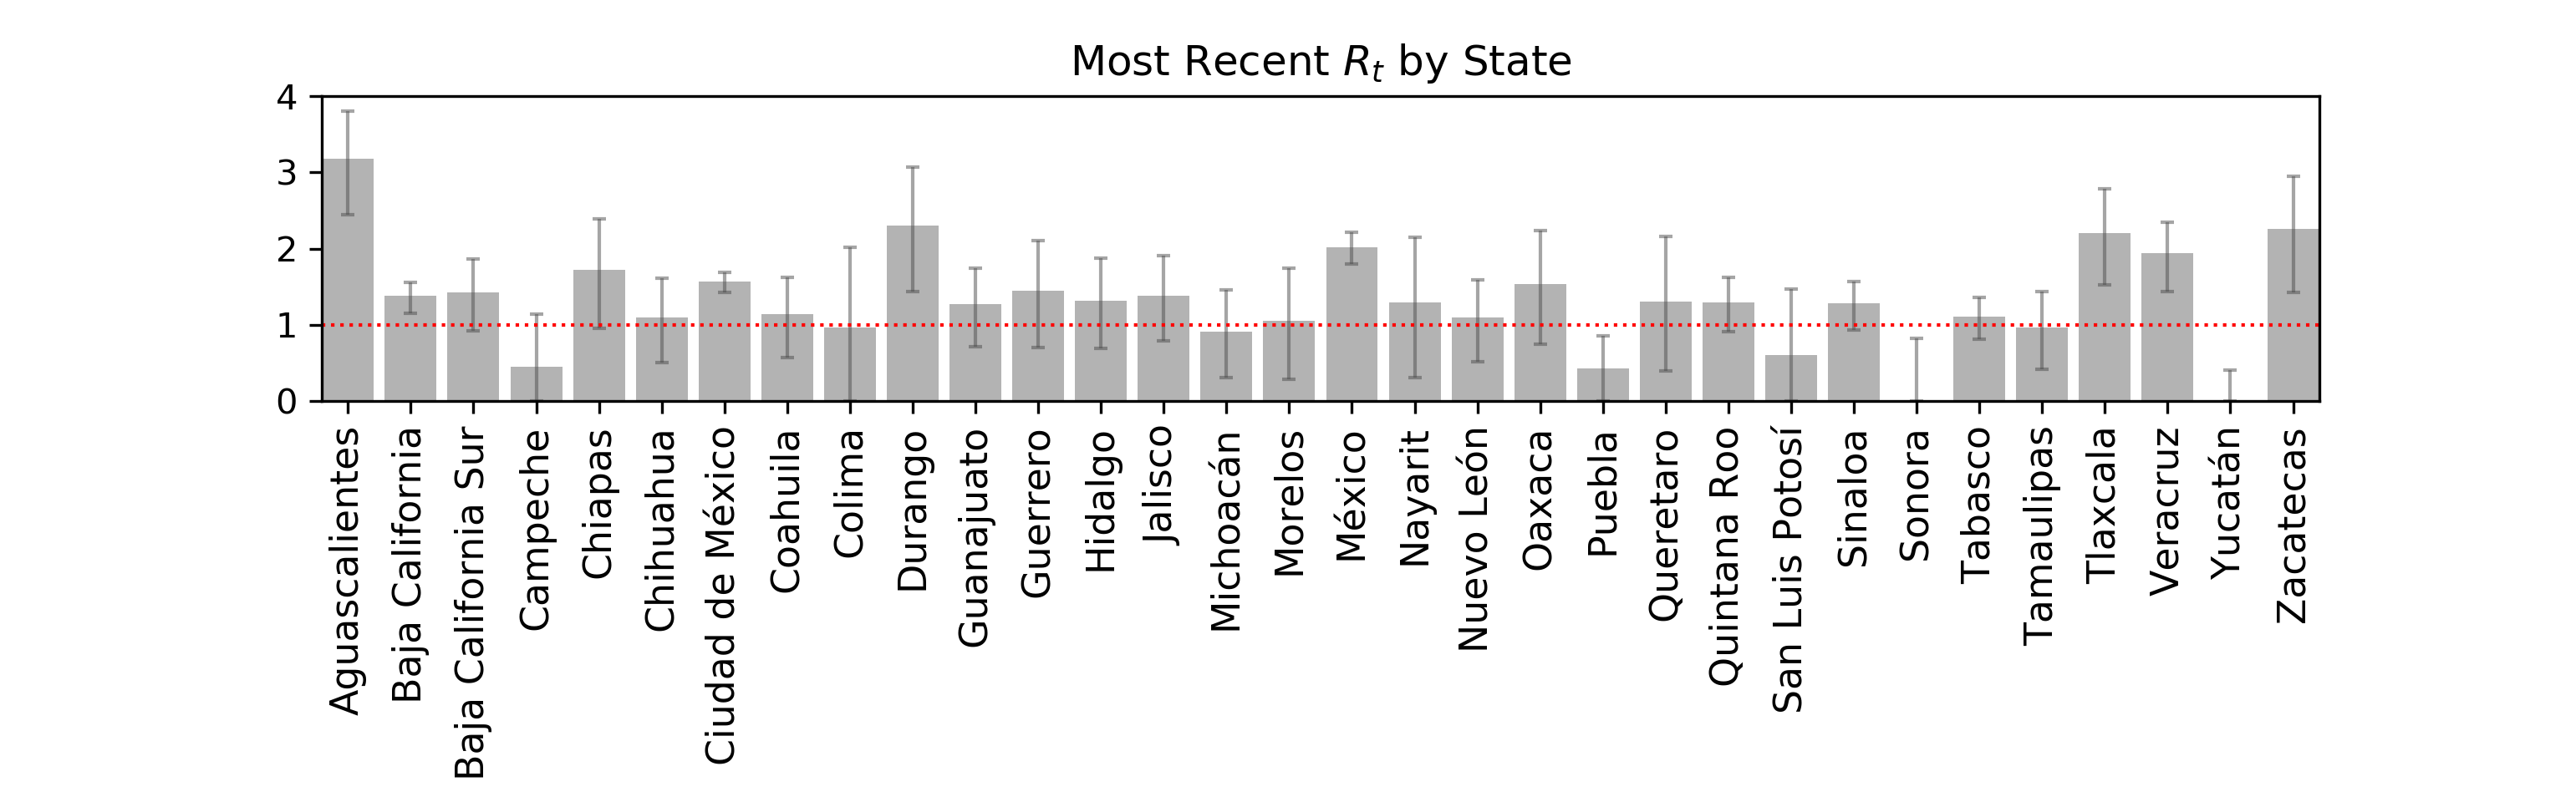 Most Recent R_t by State
4
3
2
1
0
Aguascalientes
Baja California
Baja California Sur
Campeche
Chiapas
Chihuahua
Ciudad de México
Coahuila
Colima
Durango
Guanajuato
Guerrero
Hidalgo
Jalisco
Michoacán
Morelos
México
Nayarit
Nuevo León
Oaxaca
Puebla
Queretaro
Quintana Roo
San Luis Potosí
Sinaloa
Sonora
Tabasco
Tamaulipas
Tlaxcala
Veracruz
Yucatán
Zacatecas